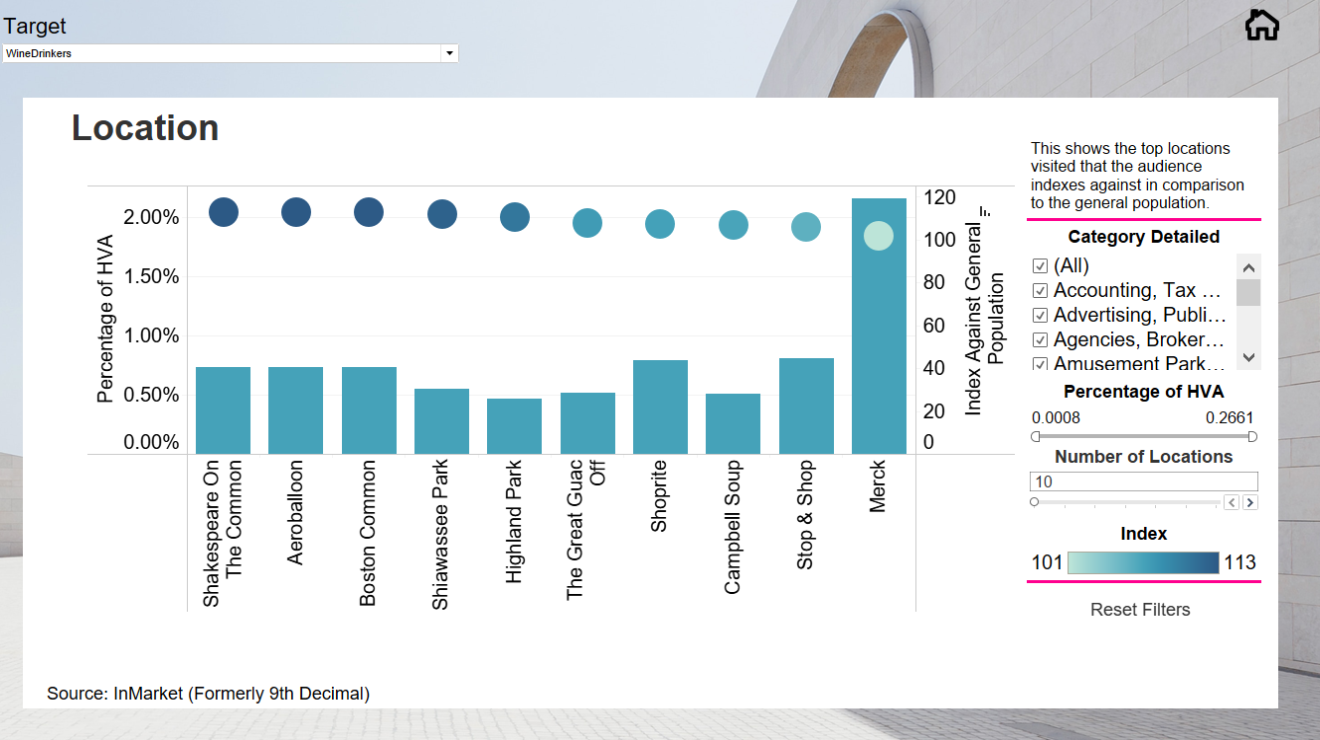 Target
WineDrinkers
Location
This shows the top locations
visited that the audience
indexes against in comparison
to the general population.
Category Detailed
(All)
Accounting, Tax ...
Advertising, Publi...
Agencies, Broker...
Amusement Park...
Percentage of HVA
0.0008 0.2661
Number of Locations
10
Index
101 113
Reset Filters
Percentage of HVA
2.00%
1.50%
1.00%
0.50%
0.00%
120
100
80
60
40
20
0
Index Against General
Population
Shakespeare On
The Common
Aeroballoon
Boston Common
Shiawassee Park
Highland Park
The Great Guac
Off
Shoprite
Campbell Soup
Stop & Shop
Merck
Source: InMarket (Formerly 9th Decimal)